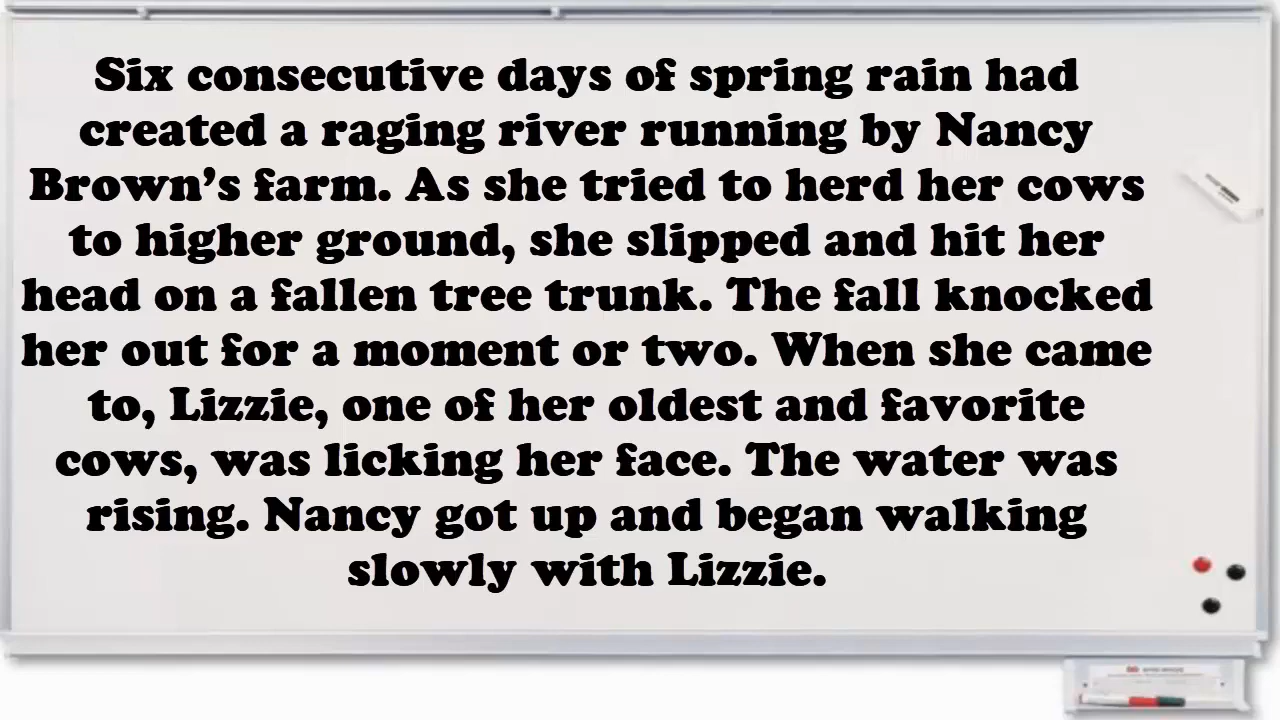 Six consecutive days of spring rain had
created a raging river running by Nancy
Brown's farm. As she tried to herd her cows
to higher ground, she slipped and hit her
head on a fallen tree trunk. The fall knocked
her out for a moment or two. When she came
to, Lizzie, one of her oldest and favorite
cows, was licking her face. The water was
rising. Nancy got up and began walking
slowly with Lizzie.